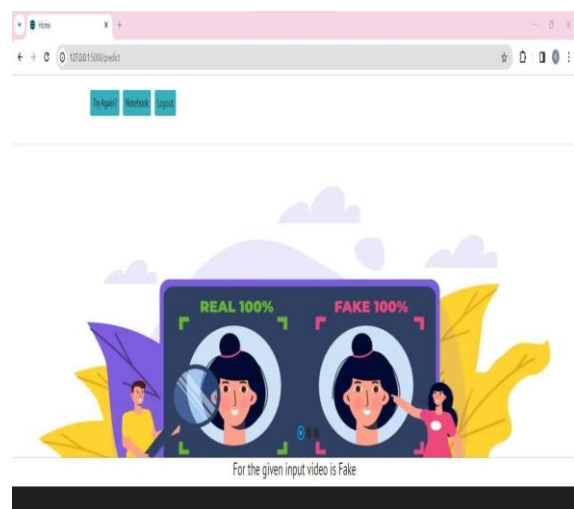 Home
127.0.0.1:5000/predict
Try Again? Notebook Logout
REAL 100% FAKE 100%
For the given input video is Fake